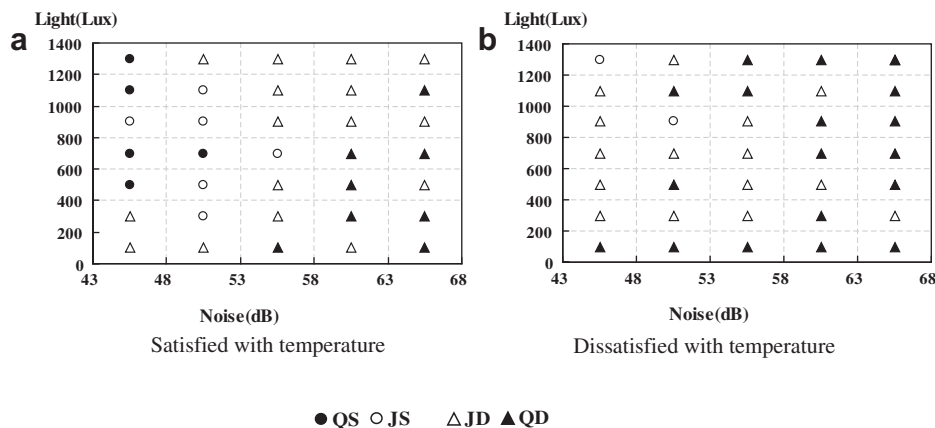 Light(Lux)
a
1400
1200
1000
800
600
400
200
0
43 48 53 58 63 68
Noise(dB)
Satisfied with temperature
Light(Lux)
b
1400
1200
1000
800
600
400
200
0
43 48 53 58 63 68
Noise(dB)
Dissatisfied with temperature
QS JS JD QD